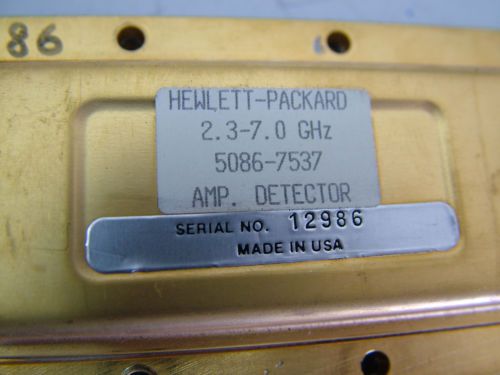 86
HEWLETT-PACKARD
2.3-7.0 GHz
5086-7537
AMP. DETECTOR
SERIAL NO. 12986
MADE IN USA